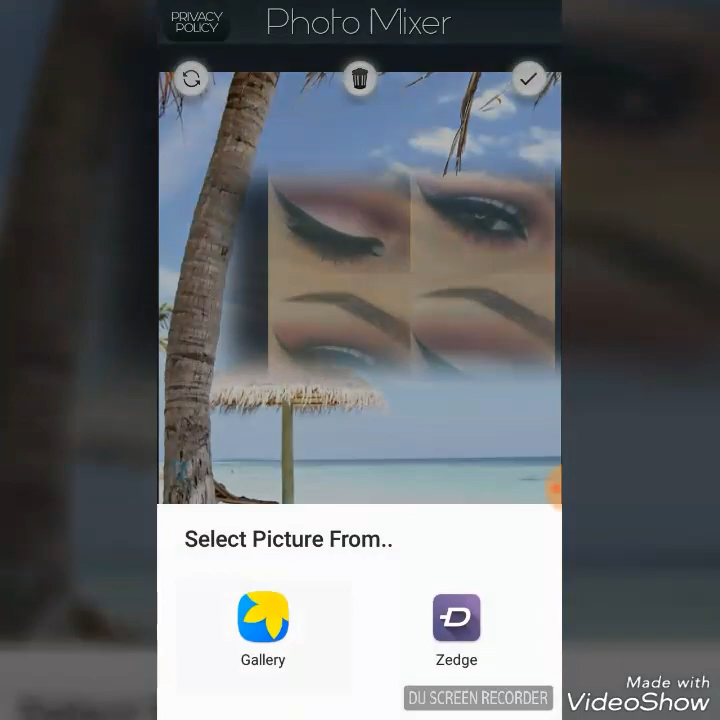 PRIVACY
POLICY
Photo Mixer
Select Picture From..
Gallery
Zedge
DU SCREEN RECORDER
Made with
VideoShow